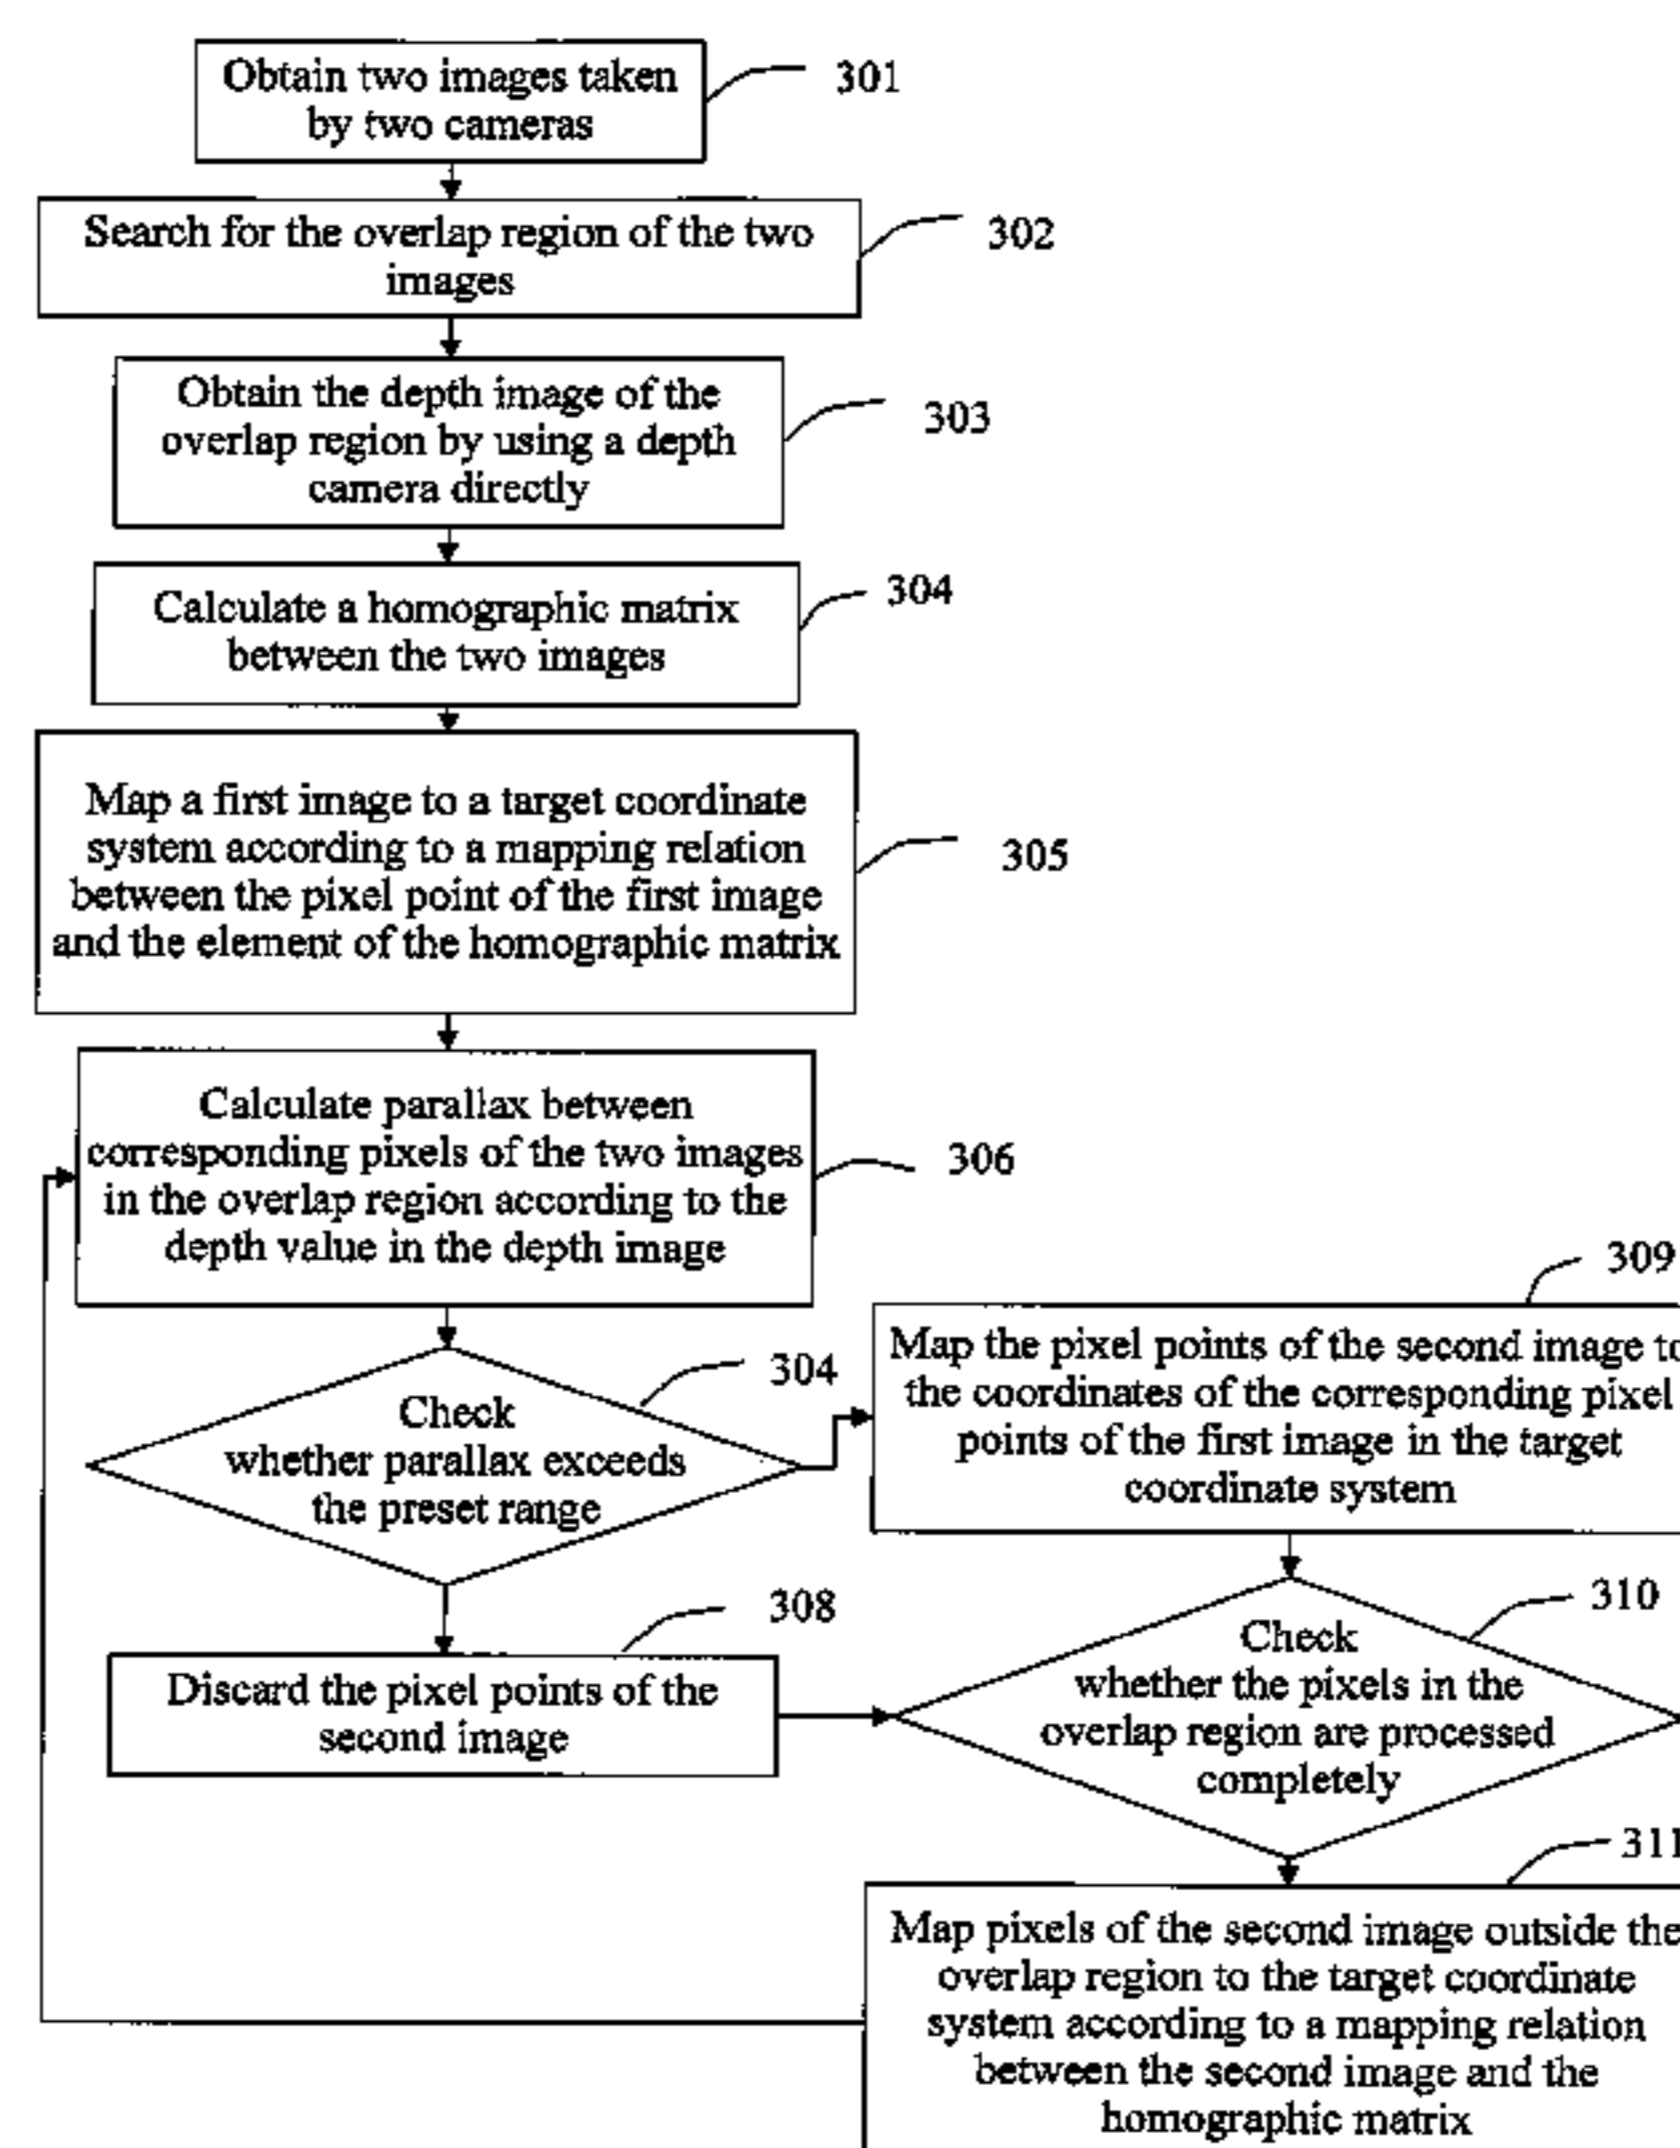 Obtain two images taken
by two cameras
301
Search for the overlap region of the two
images
302
Obtain the depth image of the
overlap region by using a depth
camera directly
303
Calculate a homographic matrix
between the two images
304
Map a first image to a target coordinate
system according to a mapping relation
between the pixel point of the first image
and the element of the homographic matrix
305
Calculate parallax between
corresponding pixels of the two images
in the overlap region according to the
depth value in the depth image
306
Check
whether parallax exceeds
the preset range
304
Discard the pixel points of the
second image
308
Map the pixel points of the second image to
the coordinates of the corresponding pixel
points of the first image in the target
coordinate system
309
Check
whether the pixels in the
overlap region are processed
completely
310
Map pixels of the second image outside the
overlap region to the target coordinate
system according to a mapping relation
between the second image and the
homographic matrix
311